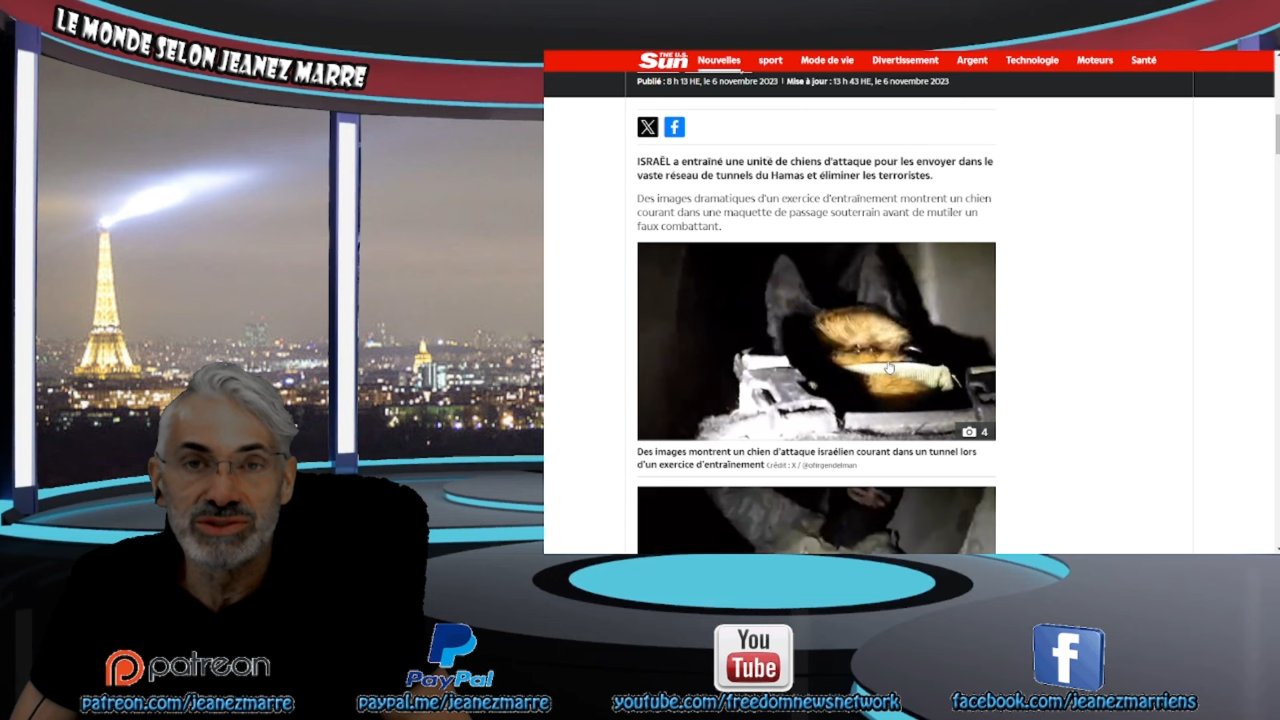 LE MONDE SELON JEANEZ MARRE
THE U.S. Sun Nouvelles sport Mode de vie Divertissement Argent Technologie Moteurs Santé
Publié : 8 h 13 HE, le 6 novembre 2023 | Mise à jour : 13 h 43 HE, le 6 novembre 2023
ISRAËL a entraîné une unité de chiens d'attaque pour les envoyer dans le
vaste réseau de tunnels du Hamas et éliminer les terroristes.
Des images dramatiques d'un exercice d'entraînement montrent un chien
courant dans une maquette de passage souterrain avant de mutiler un
faux combattant.
4
Des images montrent un chien d'attaque israélien courant dans un tunnel lors
d'un exercice d'entraînement Crédit : X / @ofirgendelman
patreon
PayPal
You
Tube
patreon.com/jeanezmarre
paypal.me/jeanezmarre
youtube.com/freedomnewsnetwork
facebook.com/jeanezmarriens